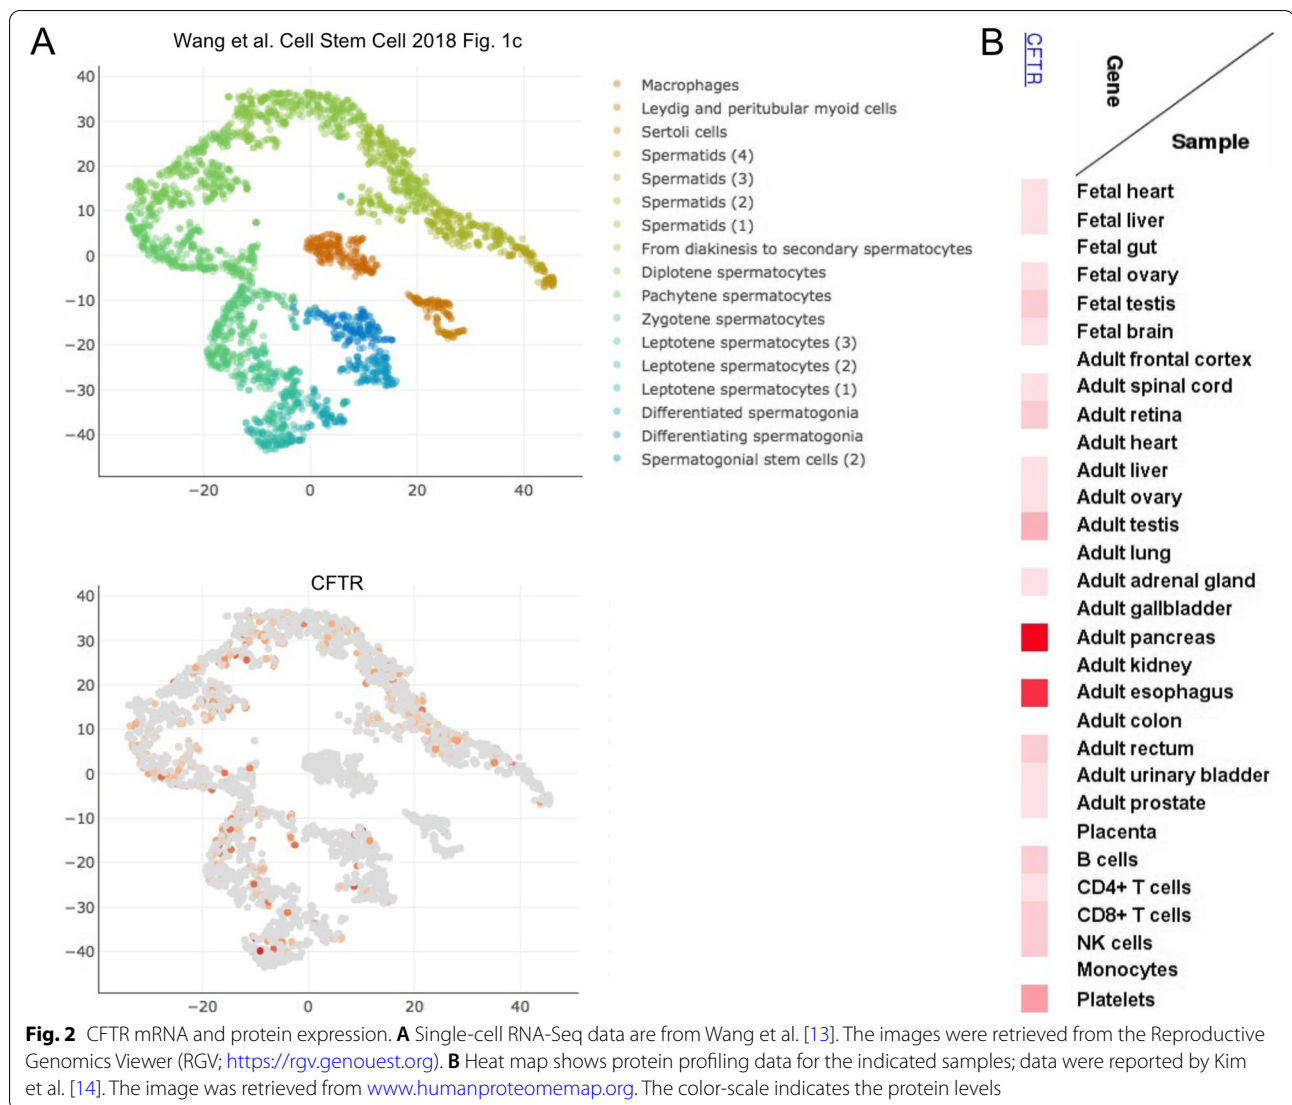 A
Wang et al. Cell Stem Cell 2018 Fig. 1c
40
30
20
10
0
−10
−20
−30
−40
−20
0
20
40
Macrophages
Leydig and peritubular myoid cells
Sertoli cells
Spermatids (4)
Spermatids (3)
Spermatids (2)
Spermatids (1)
From diakinesis to secondary spermatocytes
Diplotene spermatocytes
Pachytene spermatocytes
Zygotene spermatocytes
Leptotene spermatocytes (3)
Leptotene spermatocytes (2)
Leptotene spermatocytes (1)
Differentiated spermatogonia
Differentiating spermatogonia
Spermatogonial stem cells (2)
CFTR
40
30
20
10
0
−10
−20
−30
−40
−20
0
20
40
B
CFTR
Gene
Sample
Fetal heart
Fetal liver
Fetal gut
Fetal ovary
Fetal testis
Fetal brain
Adult frontal cortex
Adult spinal cord
Adult retina
Adult heart
Adult liver
Adult ovary
Adult testis
Adult lung
Adult adrenal gland
Adult gallbladder
Adult pancreas
Adult kidney
Adult esophagus
Adult colon
Adult rectum
Adult urinary bladder
Adult prostate
Placenta
B cells
CD4+ T cells
CD8+ T cells
NK cells
Monocytes
Platelets
Fig. 2 CFTR mRNA and protein expression. A Single-cell RNA-Seq data are from Wang et al. [13]. The images were retrieved from the Reproductive
Genomics Viewer (RGV; https://rgv.genouest.org). B Heat map shows protein profiling data for the indicated samples; data were reported by Kim
et al. [14]. The image was retrieved from www.humanproteomemap.org. The color-scale indicates the protein levels